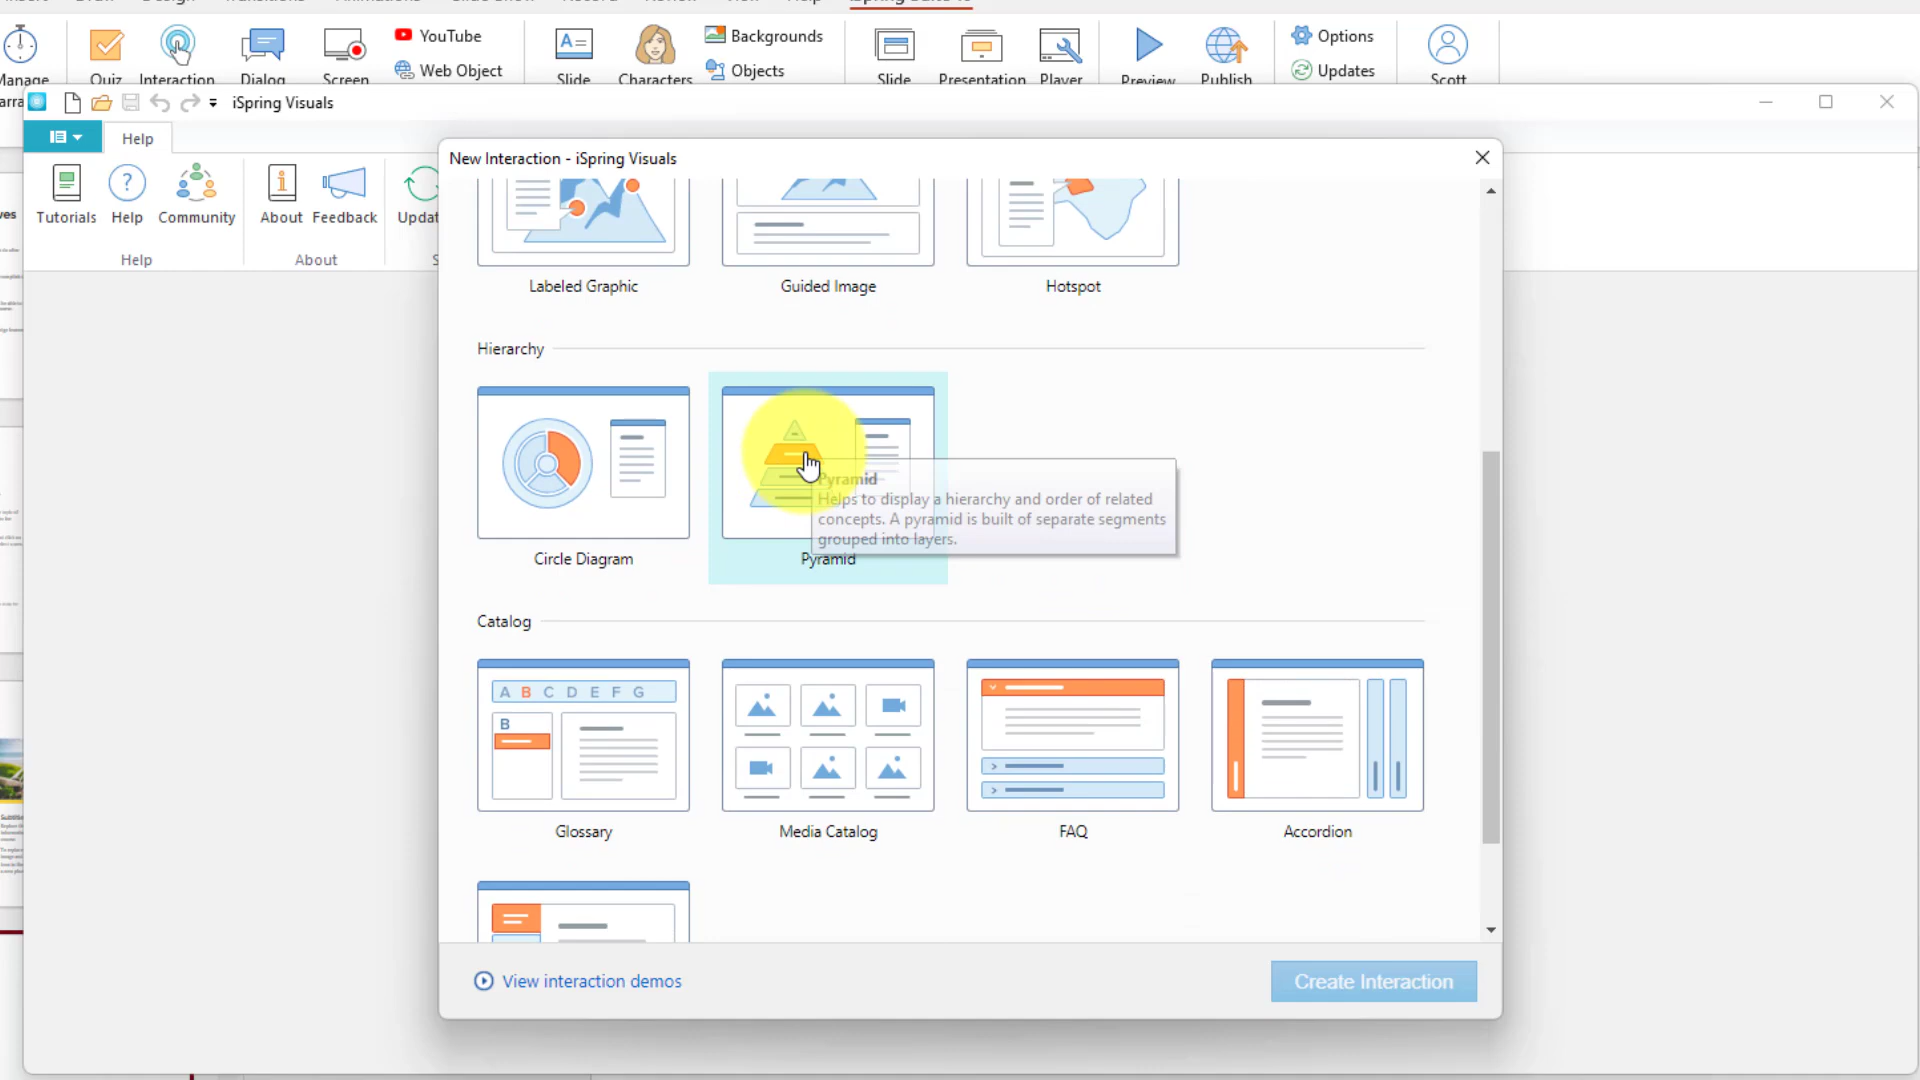 Help
YouTube
Web Object
Backgrounds
Objects
Options
Updates
Quiz Interaction Dialog Screen Slide Characters Slide Presentation Player Preview Publish Scott
Manage
iSpring Visuals
Help
Tutorials Help Community About Feedback
Help About
New Interaction - iSpring Visuals
Labeled Graphic Guided Image Hotspot
Hierarchy
Pyramid
Helps to display a hierarchy and order of related
concepts. A pyramid is built of separate segments
grouped into layers.
Circle Diagram Pyramid
Catalog
A B C D E F G
B
Glossary Media Catalog FAQ Accordion
View interaction demos
Create Interaction